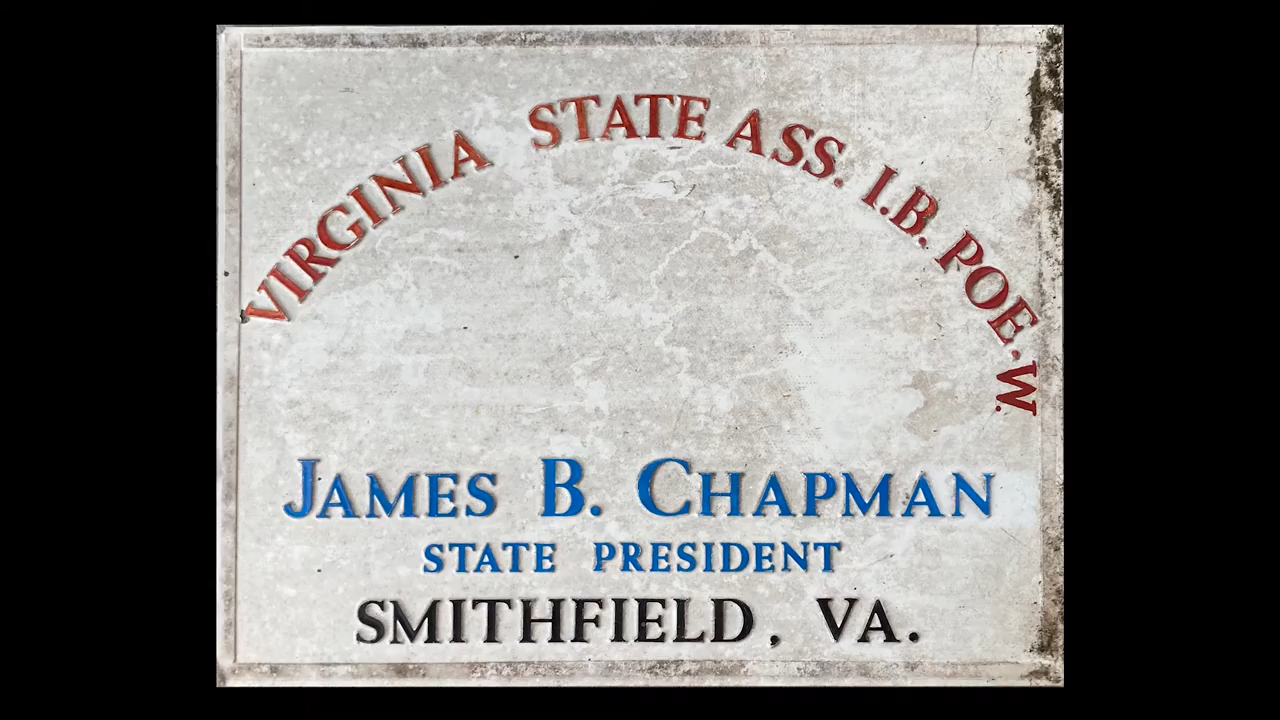 VIRGINIA STATE ASS. I.B. POE.W.
JAMES B. CHAPMAN
STATE PRESIDENT
SMITHFIELD, VA.